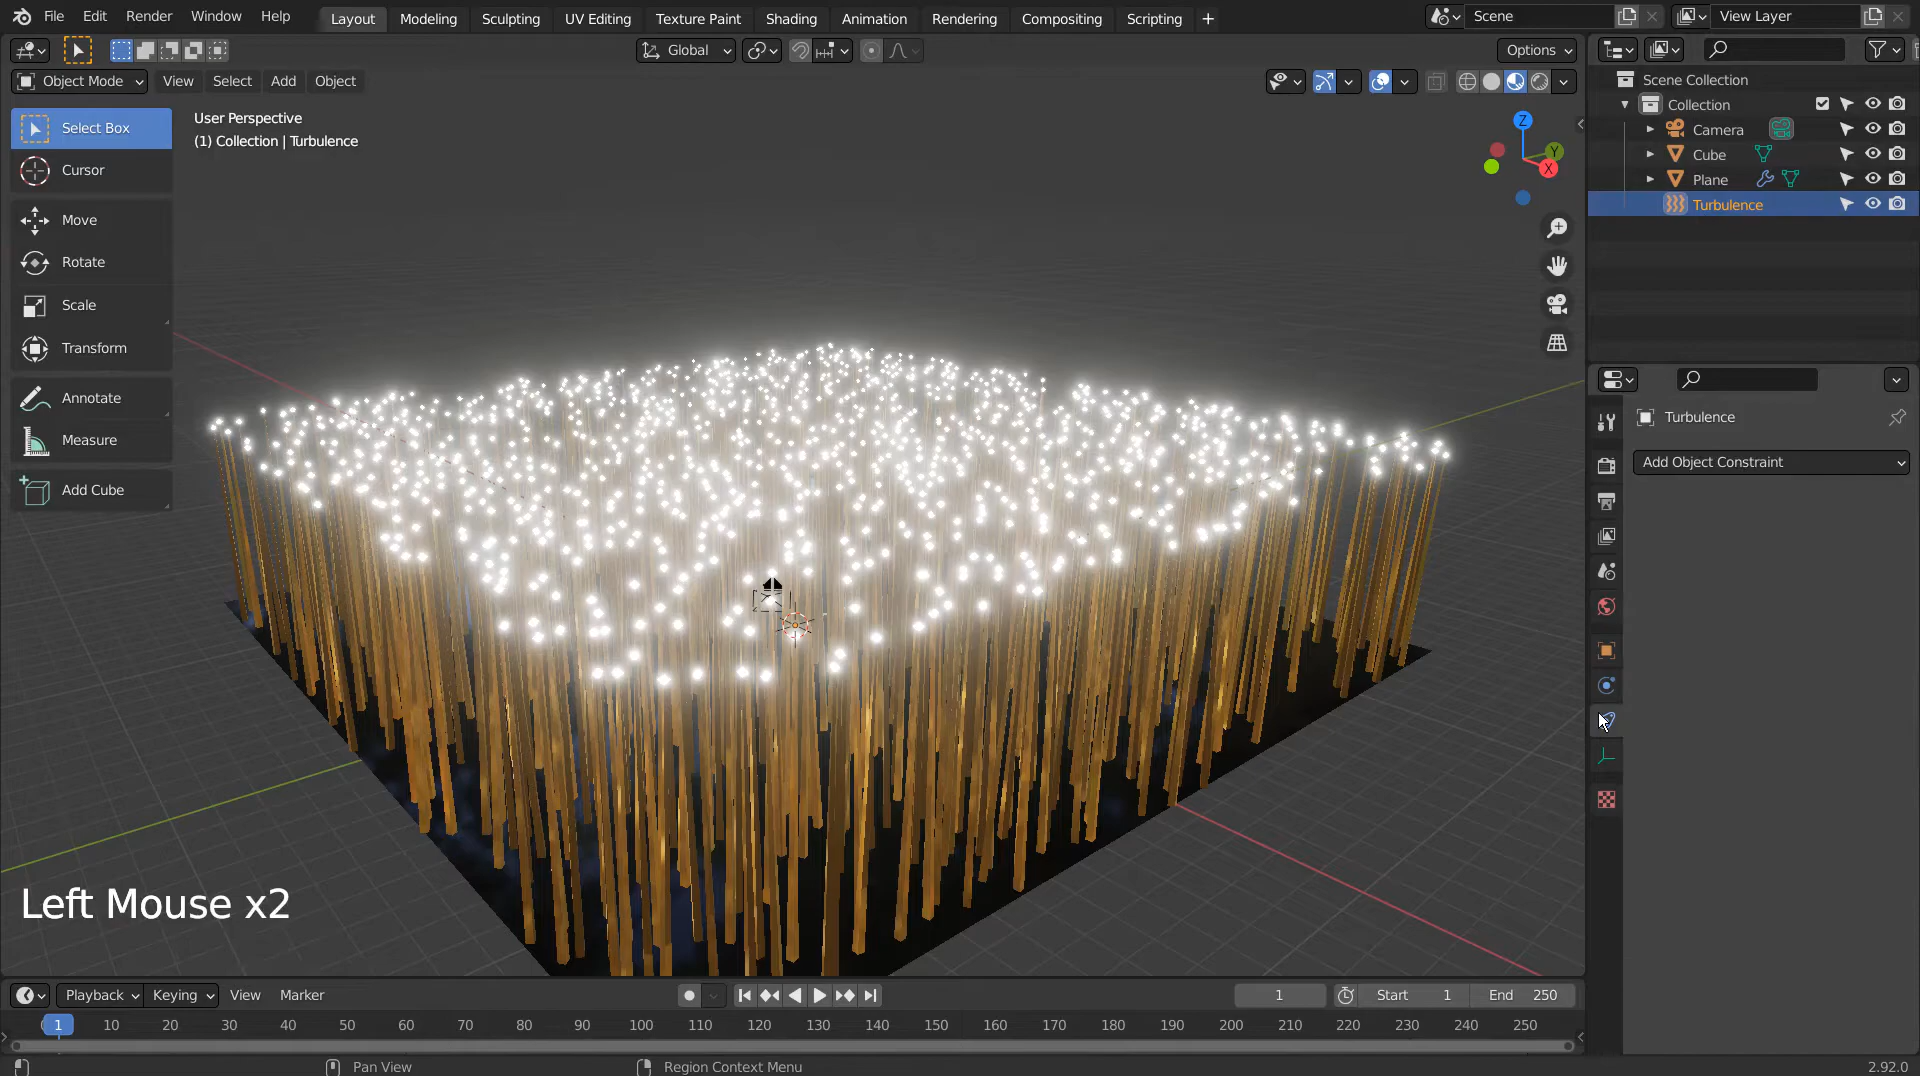 File Edit Render Window Help Layout Modeling Sculpting UV Editing Texture Paint Shading Animation Rendering Compositing Scripting + Scene View Layer
Global Options
Object Mode View Select Add Object
Scene Collection
Collection
Camera
Cube
Plane
Turbulence
Select Box
Cursor
Move
Rotate
Scale
Transform
Annotate
Measure
Add Cube
User Perspective
(1) Collection | Turbulence
Z
Y
X
Turbulence
Add Object Constraint
Left Mouse x2
Playback Keying View Marker 1 Start 1 End 250
1 10 20 30 40 50 60 70 80 90 100 110 120 130 140 150 160 170 180 190 200 210 220 230 240 250
Pan View Region Context Menu 2.92.0